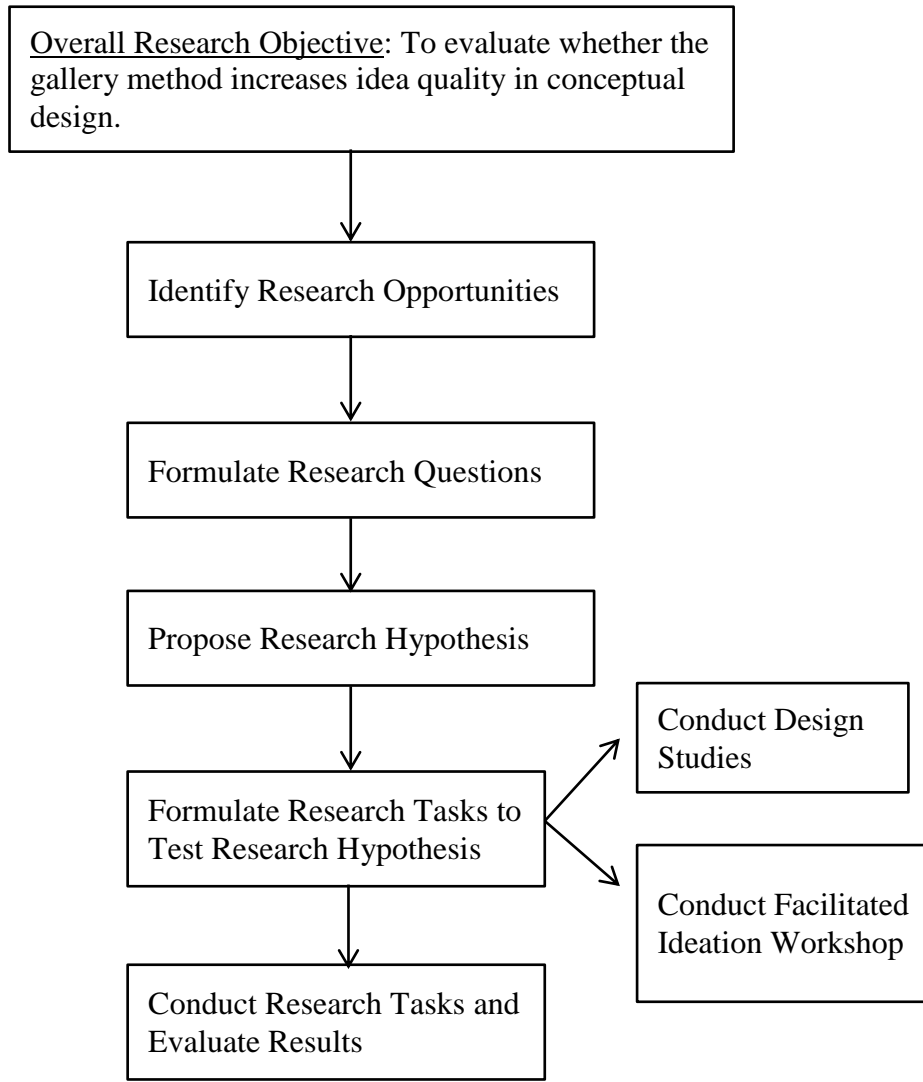 Overall Research Objective: To evaluate whether the
gallery method increases idea quality in conceptual
design.
Identify Research Opportunities
Formulate Research Questions
Propose Research Hypothesis
Formulate Research Tasks to
Test Research Hypothesis
Conduct Design
Studies
Conduct Facilitated
Ideation Workshop
Conduct Research Tasks and
Evaluate Results